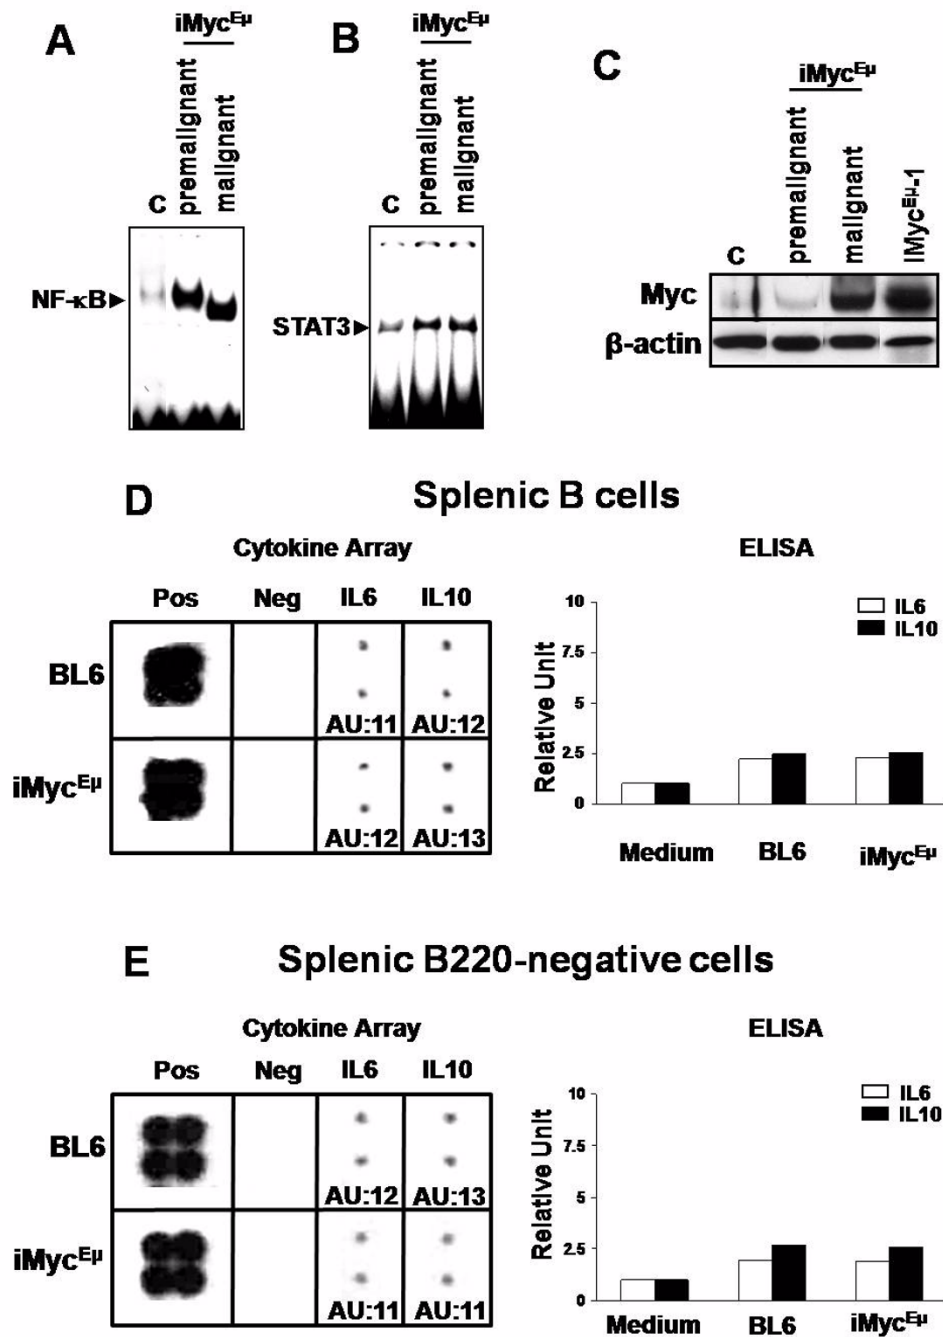 A
iMycEμ
premalignant
malignant
C
NF-κB
B
iMycEμ
premalignant
malignant
C
STAT3
C
iMycEμ
C
premalignant
malignant
iMycEμ-1
Myc
β-actin
D
Splenic B cells
Cytokine Array
Pos Neg IL6 IL10
BL6
AU:11 AU:12
iMycEμ
AU:12 AU:13
ELISA
IL6
IL10
Relative Unit
10
7.5
5
2.5
0
Medium BL6 iMycEμ
E
Splenic B220-negative cells
Cytokine Array
Pos Neg IL6 IL10
BL6
AU:12 AU:13
iMycEμ
AU:11 AU:11
ELISA
IL6
IL10
Relative Unit
10
7.5
5
2.5
0
Medium BL6 iMycEμ